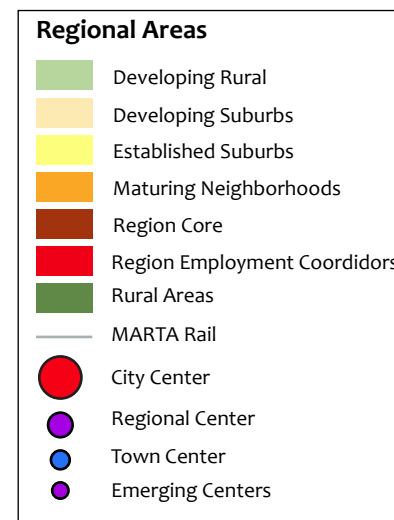 Regional Areas
Developing Rural
Developing Suburbs
Established Suburbs
Maturing Neighborhoods
Region Core
Region Employment Coordidors
Rural Areas
MARTA Rail
City Center
Regional Center
Town Center
Emerging Centers